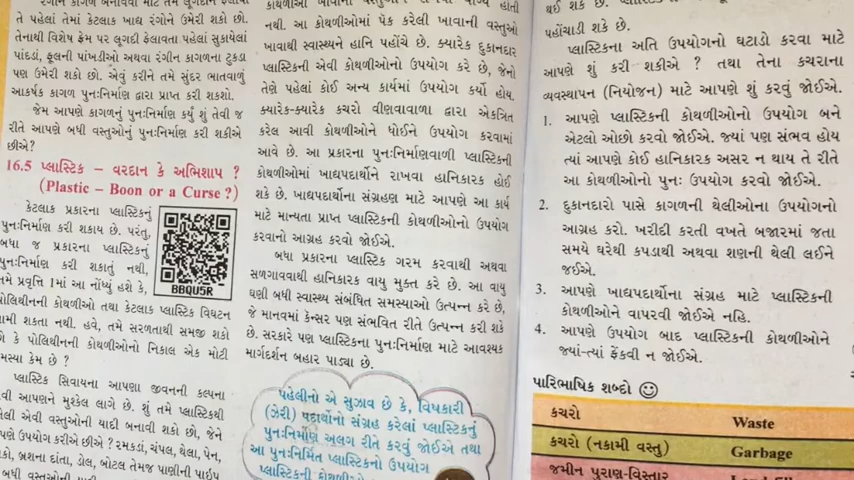 તેમાં કેટલાક ખાદ્ય રંગોને ઉમેરી શકો છો.
તેનાથી વિશેષ ફ્રેમ પર લૂગદી ફેલાવતા પહેલાં સુકાયેલાં
પાંદડાં, ફૂલની પાંખડીઓ અથવા રંગીન કાગળના ટુકડા
પણ ઉમેરી શકો છો. એવું કરીને તમે સુંદર ભાતવાળું
આકર્ષક કાગળ પુનઃનિર્માણ દ્વારા પ્રાપ્ત કરી શકશો.
જેમ આપણે કાગળનું પુનઃનિર્માણ કર્યું શું તેવી જ
રીતે આપણે બધી વસ્તુઓનું પુનઃનિર્માણ કરી શકીએ
છીએ?
16.5 પ્લાસ્ટિક – વરદાન કે અભિશાપ ?
(Plastic – Boon or a Curse ?)
કેટલાક પ્રકારના પ્લાસ્ટિકનું
પુનઃનિર્માણ કરી શકાય છે. પરંતુ,
બધા જ પ્રકારના પ્લાસ્ટિકનું
પુનઃનિર્માણ કરી શકાતું નથી,
તમે પ્રવૃત્તિ 1માં આ નોંધ્યું હશે કે,
BBQU5R
પોલિથીનની કોથળીઓ તથા કેટલાક પ્લાસ્ટિક વિઘટન
પામી શકતા નથી. હવે, તમે સરળતાથી સમજી શકો
કે પોલિથીનની કોથળીઓનો નિકાલ એક મોટી
સમસ્યા કેમ છે ?
પ્લાસ્ટિક સિવાયના આપણા જીવનની કલ્પના
આપણને મુશ્કેલ લાગે છે. શું તમે પ્લાસ્ટિકથી
એવી વસ્તુઓની યાદી બનાવી શકો છો, જેને
ઉપયોગ કરીએ છીએ ? રમકડાં, ચંપલ, થેલા, પેન,
બ્રશના દાંતા, ડોલ, બોટલ તેમજ પાણીની પાઈપ
નથી. આ કોથળીઓમાં પેક કરેલી ખાવાની વસ્તુઓ
ખાવાથી સ્વાસ્થ્યને હાનિ પહોંચે છે. ક્યારેક દુકાનદાર
પ્લાસ્ટિકની એવી કોથળીઓનો ઉપયોગ કરે છે, જેનો
તેણે પહેલાં કોઈ અન્ય કાર્યમાં ઉપયોગ કર્યો હોય.
ક્યારેક-ક્યારેક કચરો વીણવાવાળા દ્વારા એકત્રિત
કરેલ આવી કોથળીઓને ધોઈને ઉપયોગ કરવામાં
આવે છે. આ પ્રકારના પુનઃનિર્માણવાળી પ્લાસ્ટિકની
કોથળીઓમાં ખાદ્યપદાર્થો રાખવા હાનિકારક હોઈ
શકે છે. ખાદ્યપદાર્થોના સંગ્રહણ માટે આપણે આ કાર્ય
માટે માન્યતા પ્રાપ્ત પ્લાસ્ટિકની કોથળીઓનો ઉપયોગ
કરવાનો આગ્રહ કરવો જોઈએ.
બધા પ્રકારના પ્લાસ્ટિક ગરમ કરવાથી અથવા
સળગાવવાથી હાનિકારક વાયુ મુક્ત કરે છે. આ વાયુ
ઘણી બધી સ્વાસ્થ્ય સંબંધિત સમસ્યાઓ ઉત્પન્ન કરે છે,
જે માનવમાં કેન્સર પણ સંભવિત રીતે ઉત્પન્ન કરી શકે
છે. સરકારે પણ પ્લાસ્ટિકના પુનઃનિર્માણ માટે આવશ્યક
માર્ગદર્શન બહાર પાડ્યા છે.
પહેલીનો એ સુઝાવ છે કે, વિષકારી
(ઝેરી) પદાર્થોનો સંગ્રહ કરેલાં પ્લાસ્ટિકનું
પુનઃનિર્માણ અલગ રીતે કરવું જોઈએ તથા
આ પુનઃનિર્મિત પ્લાસ્ટિકનો ઉપયોગ
પ્લાસ્ટિકની
પહોંચાડી શકે છે.
પ્લાસ્ટિકના અતિ ઉપયોગનો ઘટાડો કરવા માટે
આપણે શું કરી શકીએ ? તથા તેના કચરાના
વ્યવસ્થાપન (નિયોજન) માટે આપણે શું કરવું જોઈએ.
1. આપણે પ્લાસ્ટિકની કોથળીઓનો ઉપયોગ બને
એટલો ઓછો કરવો જોઈએ. જ્યાં પણ સંભવ હોય
ત્યાં આપણે કોઈ હાનિકારક અસર ન થાય તે રીતે
આ કોથળીઓનો પુનઃ ઉપયોગ કરવો જોઈએ.
2. દુકાનદારો પાસે કાગળની થેલીઓના ઉપયોગનો
આગ્રહ કરો. ખરીદી કરતી વખતે બજારમાં જતા
સમયે ઘરેથી કપડાથી અથવા શણની થેલી લઈને
જઈએ.
3. આપણે ખાદ્યપદાર્થોના સંગ્રહ માટે પ્લાસ્ટિકની
કોથળીઓને વાપરવી જોઈએ નહિ.
4. આપણે ઉપયોગ બાદ પ્લાસ્ટિકની કોથળીઓને
જ્યાં-ત્યાં ફેંકવી ન જોઈએ.
પારિભાષિક શબ્દો
કચરો Waste
કચરો (નકામી વસ્તુ) Garbage
જમીન પુરાણ-વિસ્તાર